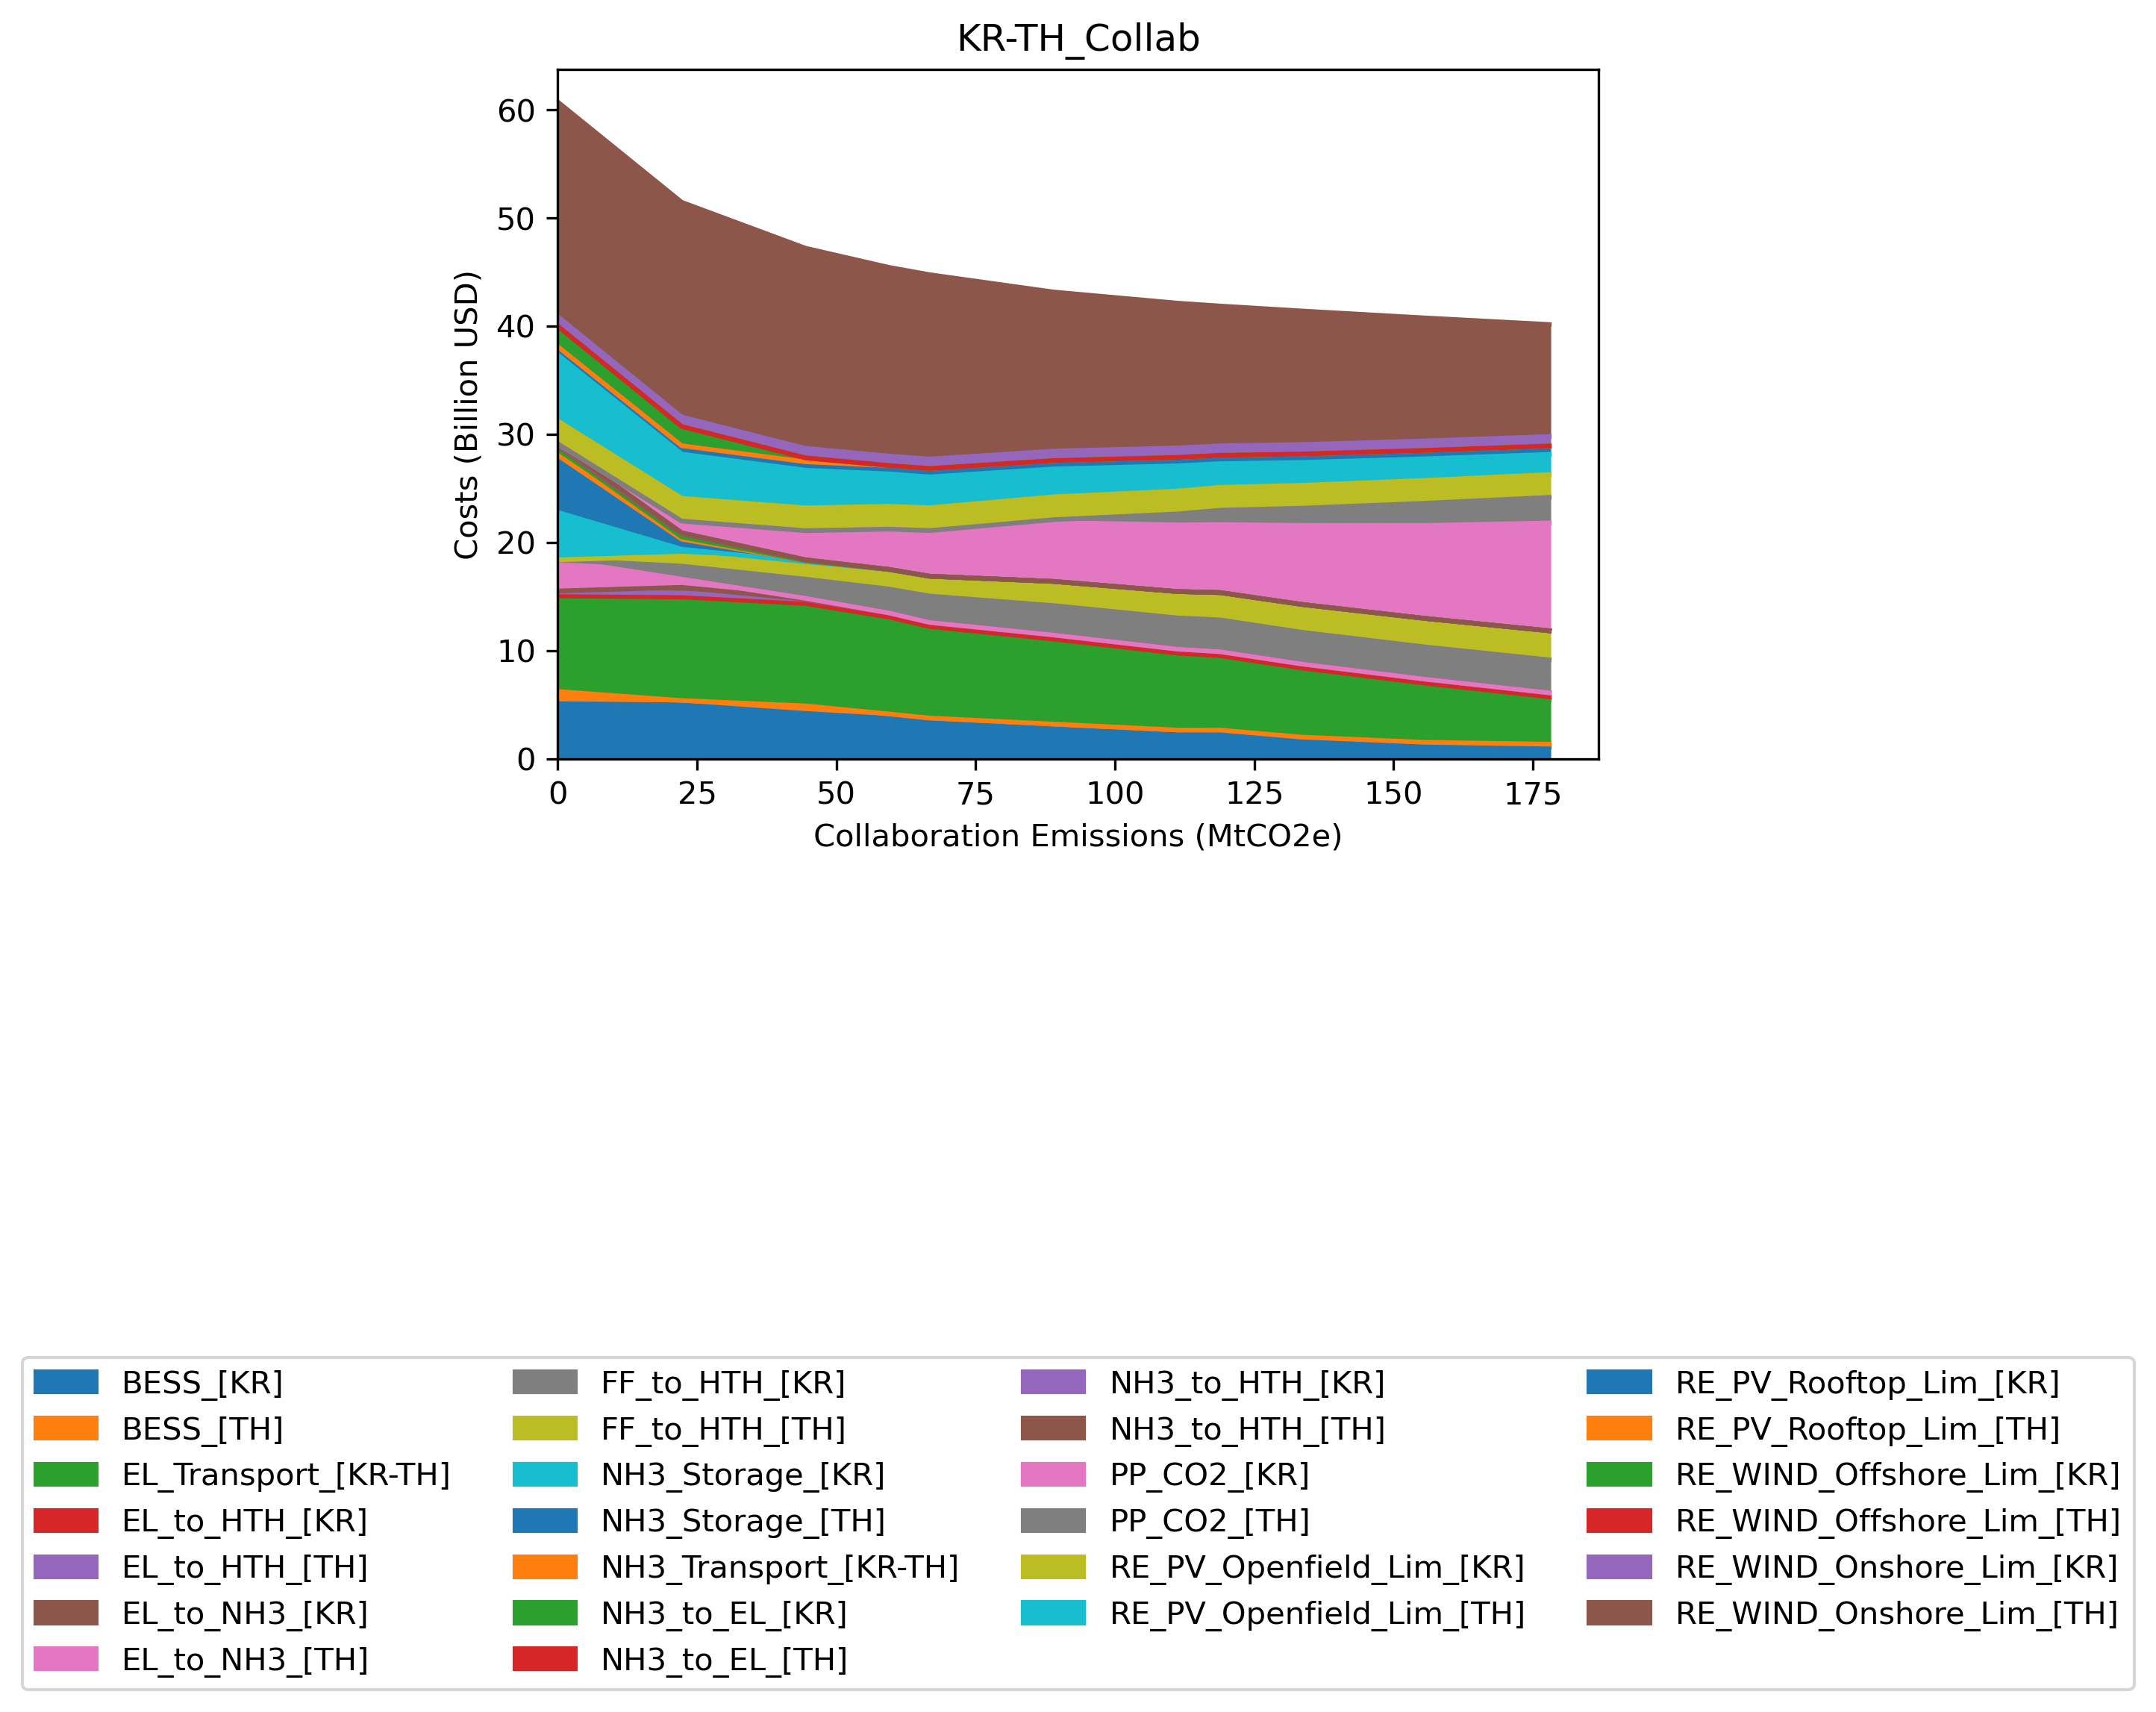 KR-TH_Collab
60
50
40
30
20
10
0
Costs (Billion USD)
0 25 50 75 100 125 150 175
Collaboration Emissions (MtCO2e)
BESS_[KR]
BESS_[TH]
EL_Transport_[KR-TH]
EL_to_HTH_[KR]
EL_to_HTH_[TH]
EL_to_NH3_[KR]
EL_to_NH3_[TH]
FF_to_HTH_[KR]
FF_to_HTH_[TH]
NH3_Storage_[KR]
NH3_Storage_[TH]
NH3_Transport_[KR-TH]
NH3_to_EL_[KR]
NH3_to_EL_[TH]
NH3_to_HTH_[KR]
NH3_to_HTH_[TH]
PP_CO2_[KR]
PP_CO2_[TH]
RE_PV_Openfield_Lim_[KR]
RE_PV_Openfield_Lim_[TH]
RE_PV_Rooftop_Lim_[KR]
RE_PV_Rooftop_Lim_[TH]
RE_WIND_Offshore_Lim_[KR]
RE_WIND_Offshore_Lim_[TH]
RE_WIND_Onshore_Lim_[KR]
RE_WIND_Onshore_Lim_[TH]